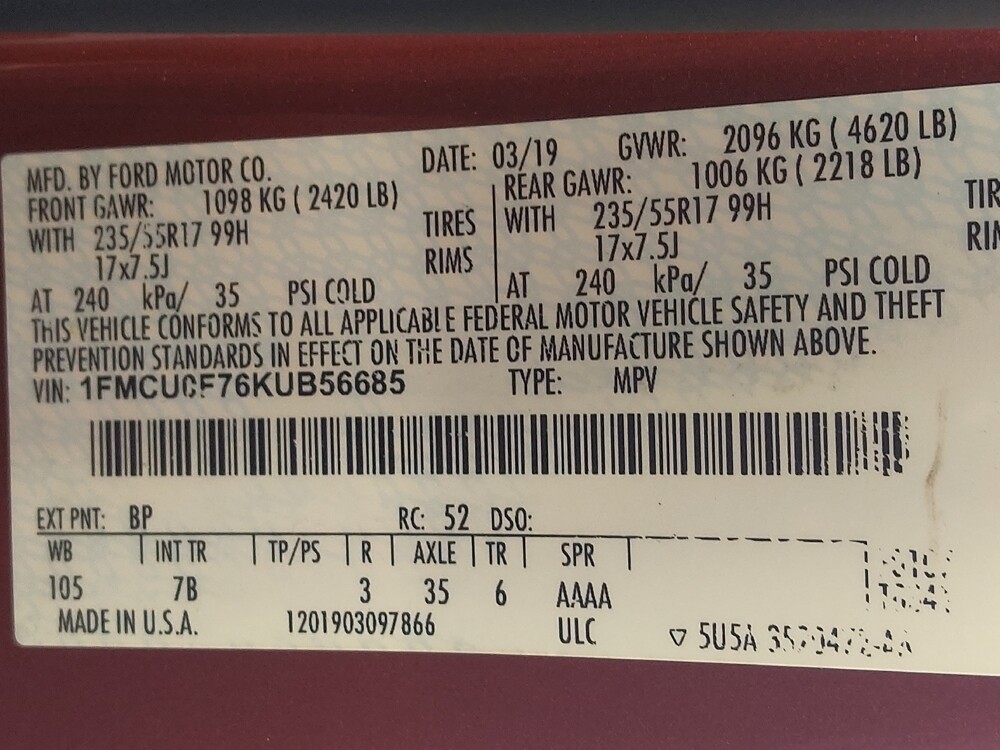 MFD. BY FORD MOTOR CO. DATE: 03/19 GVWR: 2096 KG ( 4620 LB)
FRONT GAWR: 1098 KG ( 2420 LB) REAR GAWR: 1006 KG ( 2218 LB)
WITH 235/55R17 99H TIRES WITH 235/55R17 99H TIR
17x7.5J RIMS 17x7.5J RIM
AT 240 kPa/ 35 PSI COLD AT 240 kPa/ 35 PSI COLD
THIS VEHICLE CONFORMS TO ALL APPLICABLE FEDERAL MOTOR VEHICLE SAFETY AND THEFT
PREVENTION STANDARDS IN EFFECT ON THE DATE OF MANUFACTURE SHOWN ABOVE.
VIN: 1FMCU0F76KUB56685 TYPE: MPV
EXT PNT: BP RC: 52 DSO:
WB INT TR TP/PS R AXLE TR SPR
105 7B 3 35 6 AAAA
MADE IN U.S.A. 1201903097866 ULC 5U5A